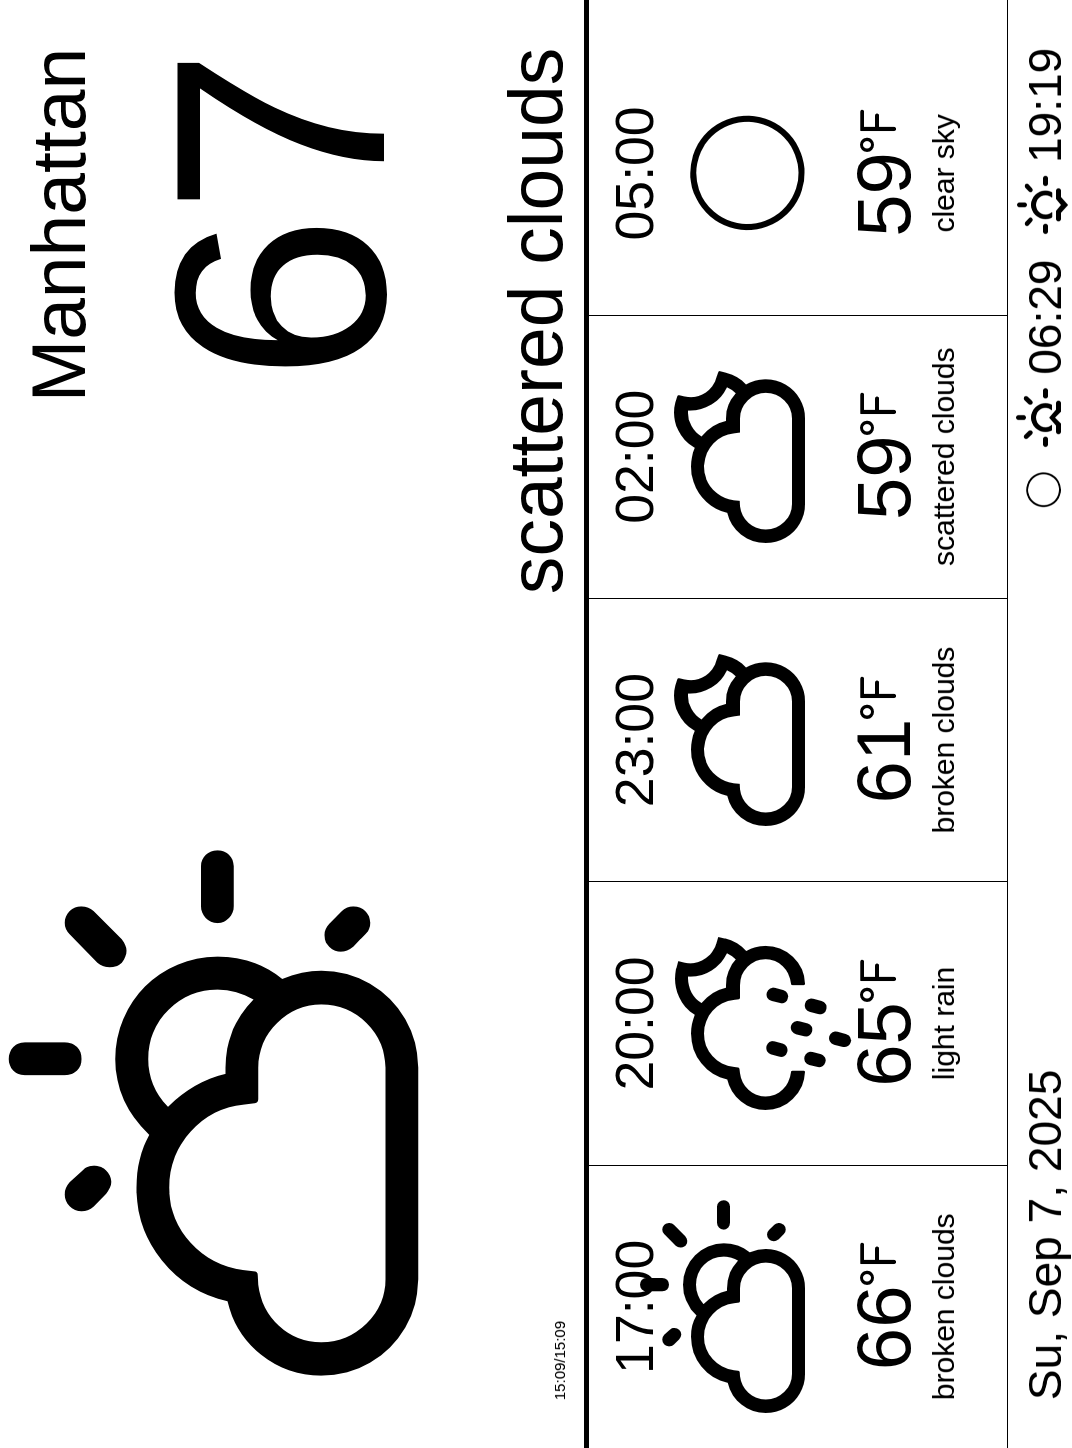 Manhattan
67
scattered clouds
15:09/15:09
17:00
66°F
broken clouds
20:00
65°F
light rain
23:00
61°F
broken clouds
02:00
59°F
scattered clouds
05:00
59°F
clear sky
Su, Sep 7, 2025
06:29 19:19